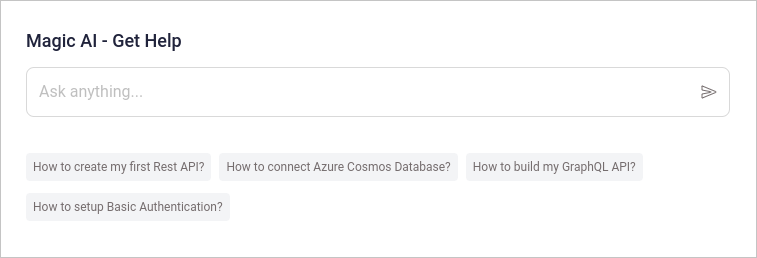 Magic AI - Get Help
Ask anything...
How to create my first Rest API? How to connect Azure Cosmos Database? How to build my GraphQL API?
How to setup Basic Authentication?